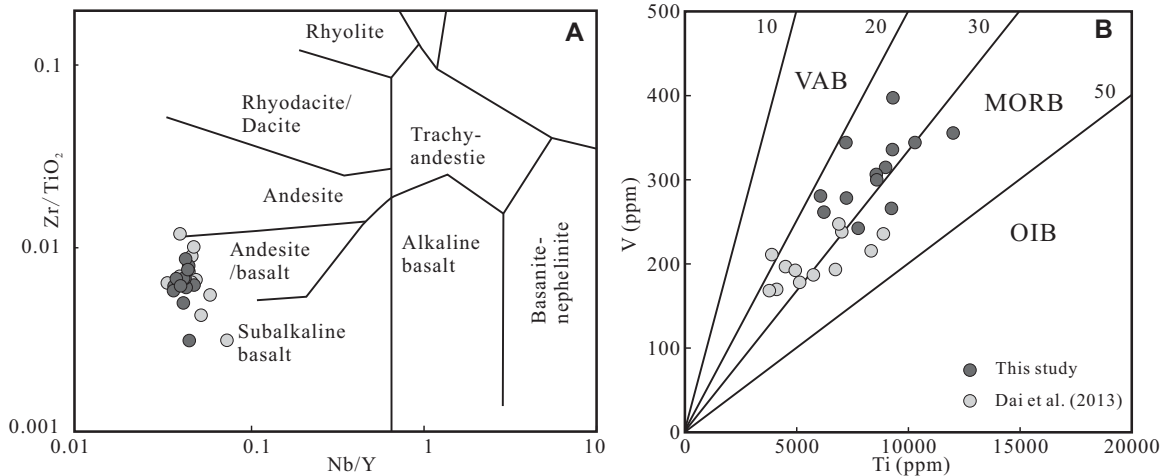 A
0.1
0.01
0.001
Zr/TiO2
0.01
0.1
1
10
Nb/Y
Rhyolite
Rhyodacite/
Dacite
Trachy-
andestie
Andesite
Andesite
/basalt
Alkaline
basalt
Subalkaline
basalt
Basanite-
nephelinite
B
500
400
300
200
100
0
V (ppm)
0
5000
10000
15000
20000
Ti (ppm)
10
20
30
50
VAB
MORB
OIB
This study
Dai et al. (2013)